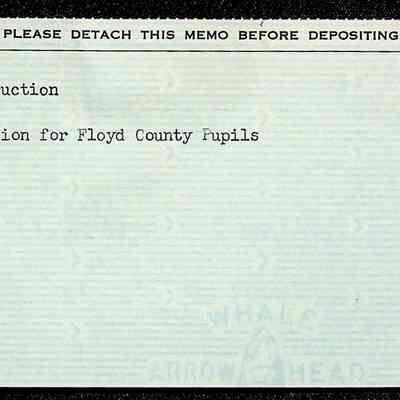 PLEASE DETACH THIS MEMO BEFORE DEPOSITING
uction
ion for Floyd County Pupils
WHALE
ARROW HEAD